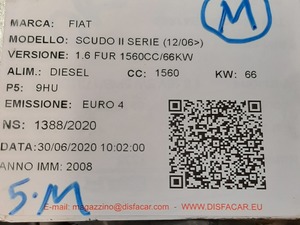 M
MARCA: FIAT
MODELLO: SCUDO II SERIE (12/06>)
VERSIONE: 1.6 FUR 1560CC/66KW
ALIM.: DIESEL CC: 1560 KW: 66
P5: 9HU
EMISSIONE: EURO 4
NS: 1388/2020
DATA:30/06/2020 10:02:00
ANNO IMM: 2008
5.M
E-mail: magazzino@disfacar.com - https://WWW.DISFACAR.EU